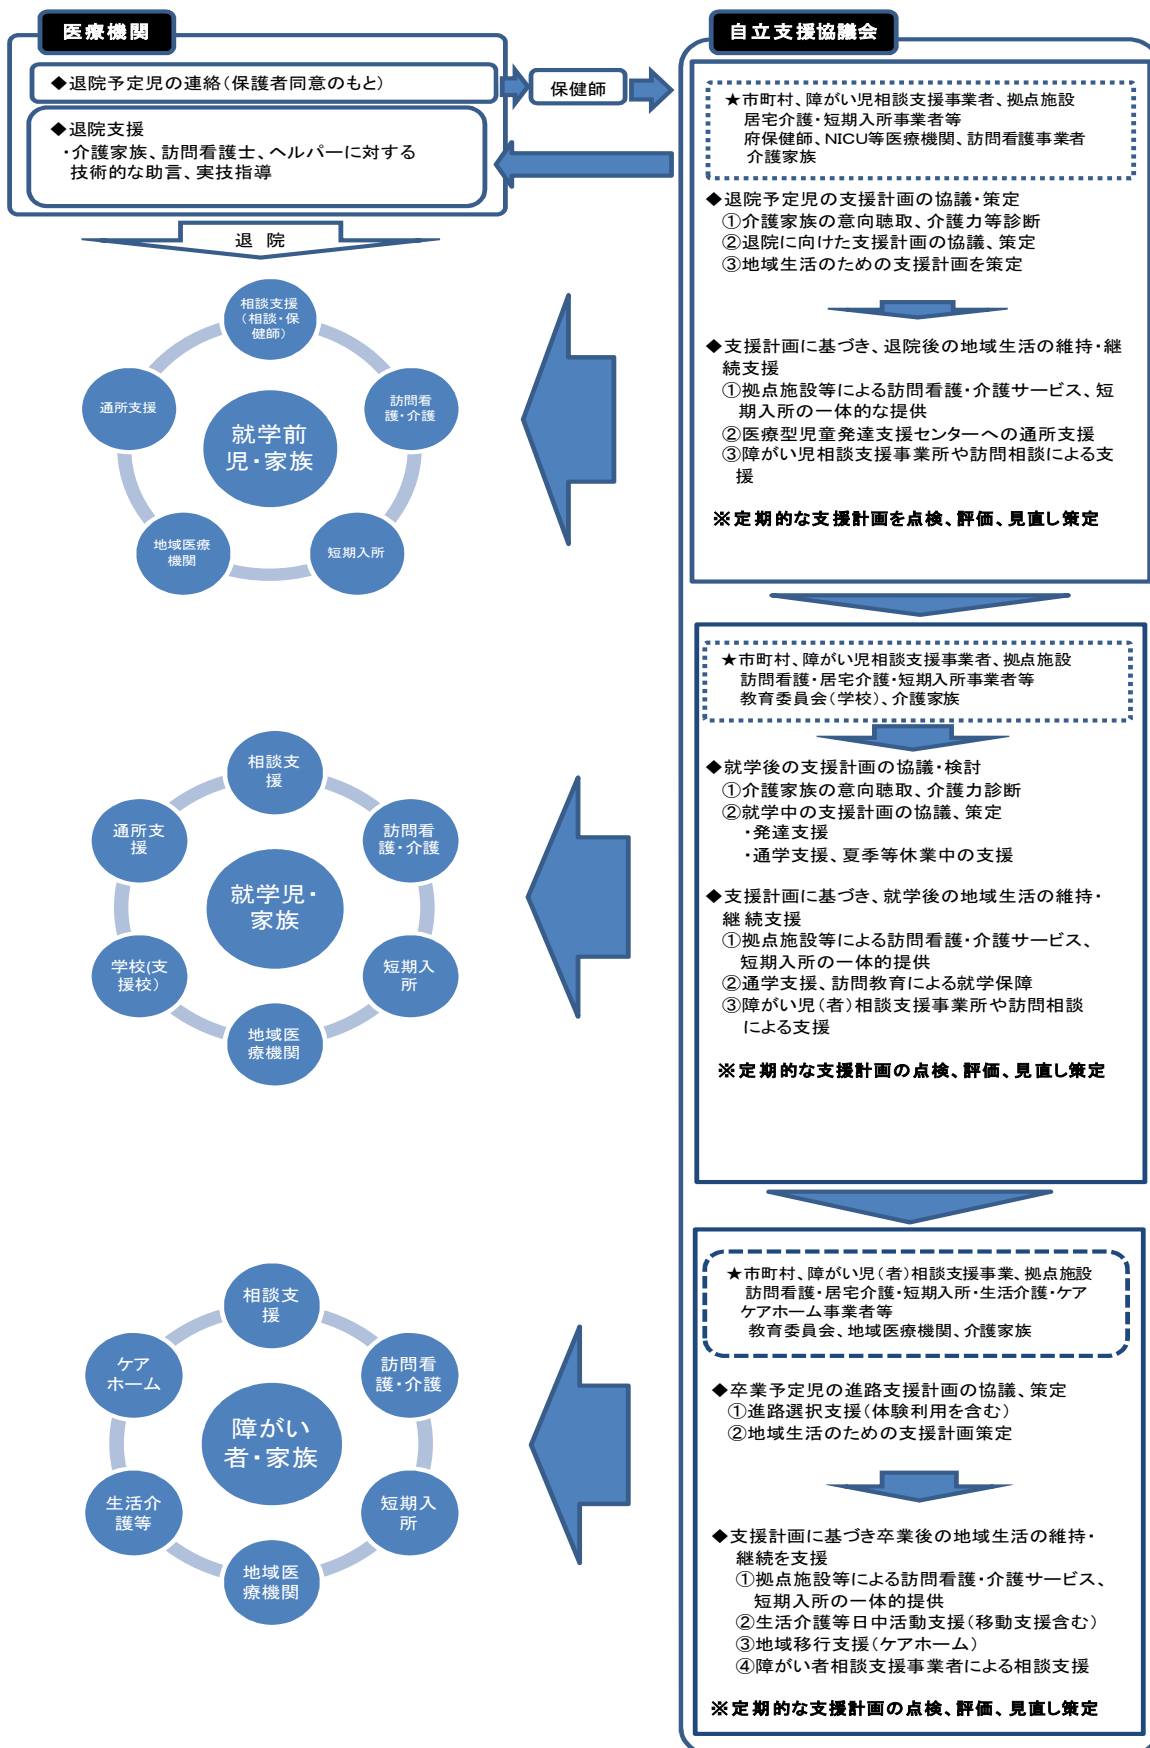 医療機関
◆退院予定児の連絡（保護者同意のもと）
◆退院支援
・介護家族、訪問看護士、ヘルパーに対する
技術的な助言、実技指導
保健師
退 院
相談支援
（相談・保
健師）
訪問看
護・介護
短期入所
地域医療
機関
通所支援
就学前
児・家族
相談支
援
訪問看
護・介護
短期入
所
地域医
療機関
学校(支
援校）
通所支
援
就学児・
家族
相談支
援
訪問看
護・介護
短期入
所
地域医
療機関
生活介
護等
ケア
ホーム
障がい
者・家族
自立支援協議会
★市町村、障がい児相談支援事業者、拠点施設
居宅介護・短期入所事業者等
府保健師、NICU等医療機関、訪問看護事業者
介護家族
◆退院予定児の支援計画の協議・策定
①介護家族の意向聴取、介護力等診断
②退院に向けた支援計画の協議、策定
③地域生活のための支援計画を策定
◆支援計画に基づき、退院後の地域生活の維持・継
続支援
①拠点施設等による訪問看護・介護サービス、短
期入所の一体的な提供
②医療型児童発達支援センターへの通所支援
③障がい児相談支援事業所や訪問相談による支
援
※定期的な支援計画を点検、評価、見直し策定
★市町村、障がい児相談支援事業者、拠点施設
訪問看護・居宅介護・短期入所事業者等
教育委員会（学校）、介護家族
◆就学後の支援計画の協議・検討
①介護家族の意向聴取、介護力診断
②就学中の支援計画の協議、策定
・発達支援
・通学支援、夏季等休業中の支援
◆支援計画に基づき、就学後の地域生活の維持・
継続支援
①拠点施設等による訪問看護・介護サービス、
短期入所の一体的提供
②通学支援、訪問教育による就学保障
③障がい児（者）相談支援事業所や訪問相談
による支援
※定期的な支援計画の点検、評価、見直し策定
★市町村、障がい児（者）相談支援事業、拠点施設
訪問看護・居宅介護・短期入所・生活介護・ケア
ケアホーム事業者等
教育委員会、地域医療機関、介護家族
◆卒業予定児の進路支援計画の協議、策定
①進路選択支援（体験利用を含む）
②地域生活のための支援計画策定
◆支援計画に基づき卒業後の地域生活の維持・
継続を支援
①拠点施設等による訪問看護・介護サービス、
短期入所の一体的提供
②生活介護等日中活動支援（移動支援含む）
③地域移行支援（ケアホーム）
④障がい者相談支援事業者による相談支援
※定期的な支援計画の点検、評価、見直し策定